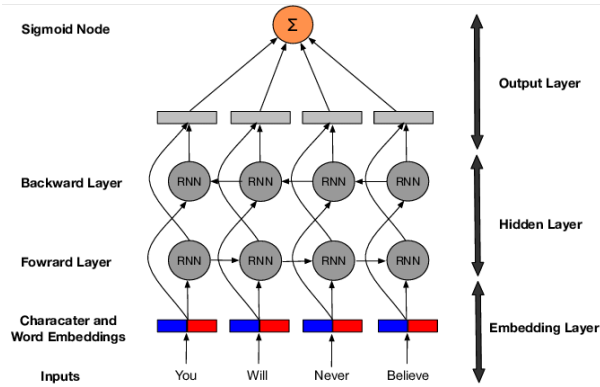 Sigmoid Node
Σ
Output Layer
RNN RNN RNN RNN
Backward Layer
Hidden Layer
RNN RNN RNN RNN
Fowrard Layer
Characater and
Word Embeddings
Embedding Layer
Inputs You Will Never Believe